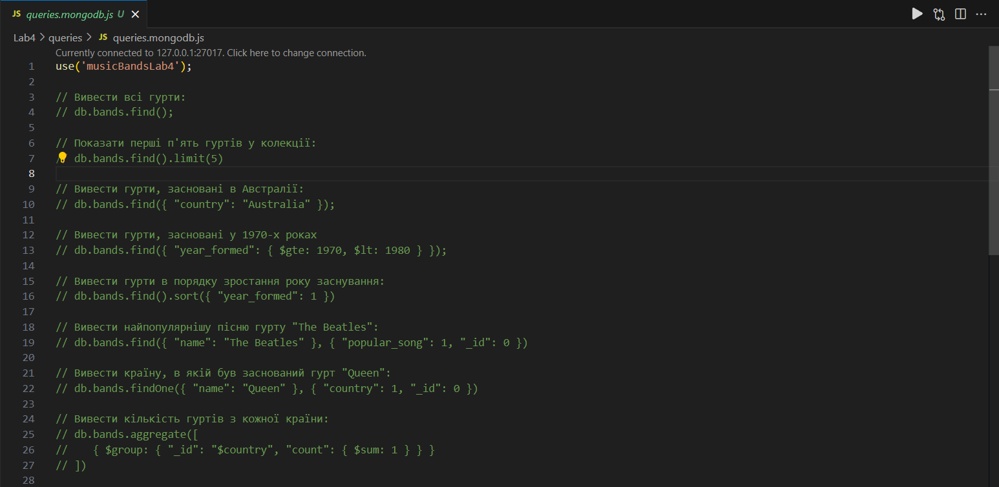 JS queries.mongodb.js U
Lab4 > queries > JS queries.mongodb.js
Currently connected to 127.0.0.1:27017. Click here to change connection.
1 use('musicBandsLab4');
2
3 // Вивести всі гурти:
4 // db.bands.find();
5
6 // Показати перші п'ять гуртів у колекції:
7 / db.bands.find().limit(5)
8
9 // Вивести гурти, засновані в Австралії:
10 // db.bands.find({ "country": "Australia" });
11
12 // Вивести гурти, засновані у 1970-х роках
13 // db.bands.find({ "year_formed": { $gte: 1970, $lt: 1980 } });
14
15 // Вивести гурти в порядку зростання року заснування:
16 // db.bands.find().sort({ "year_formed": 1 })
17
18 // Вивести найпопулярнішу пісню гурту "The Beatles":
19 // db.bands.find({ "name": "The Beatles" }, { "popular_song": 1, "_id": 0 })
20
21 // Вивести країну, в якій був заснований гурт "Queen":
22 // db.bands.findOne({ "name": "Queen" }, { "country": 1, "_id": 0 })
23
24 // Вивести кількість гуртів з кожної країни:
25 // db.bands.aggregate([
26 //    { $group: { "_id": "$country", "count": { $sum: 1 } } }
27 // ])
28